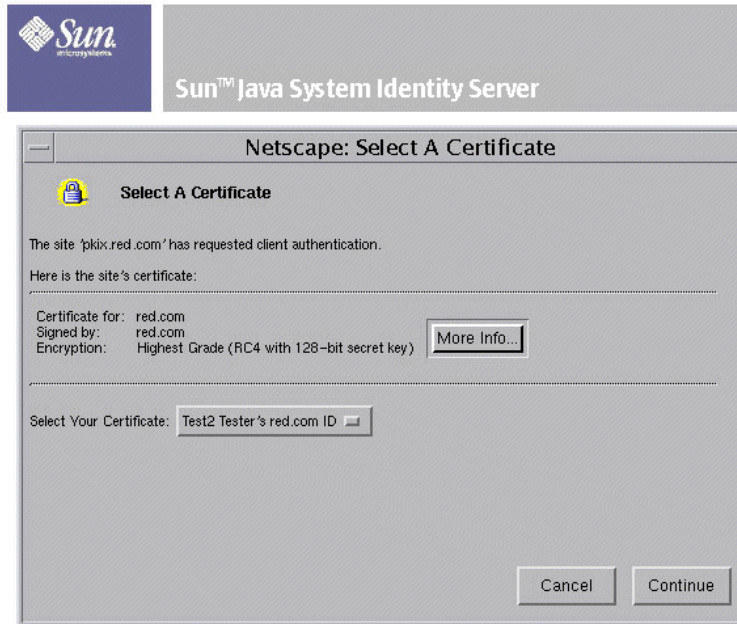 Sun
microsystems
Sun™ Java System Identity Server
Netscape: Select A Certificate
Select A Certificate
The site 'pkix.red.com' has requested client authentication.
Here is the site's certificate:
Certificate for: red.com
Signed by: red.com
Encryption: Highest Grade (RC4 with 128-bit secret key)
More Info...
Select Your Certificate: Test2 Tester's red.com ID
Cancel Continue